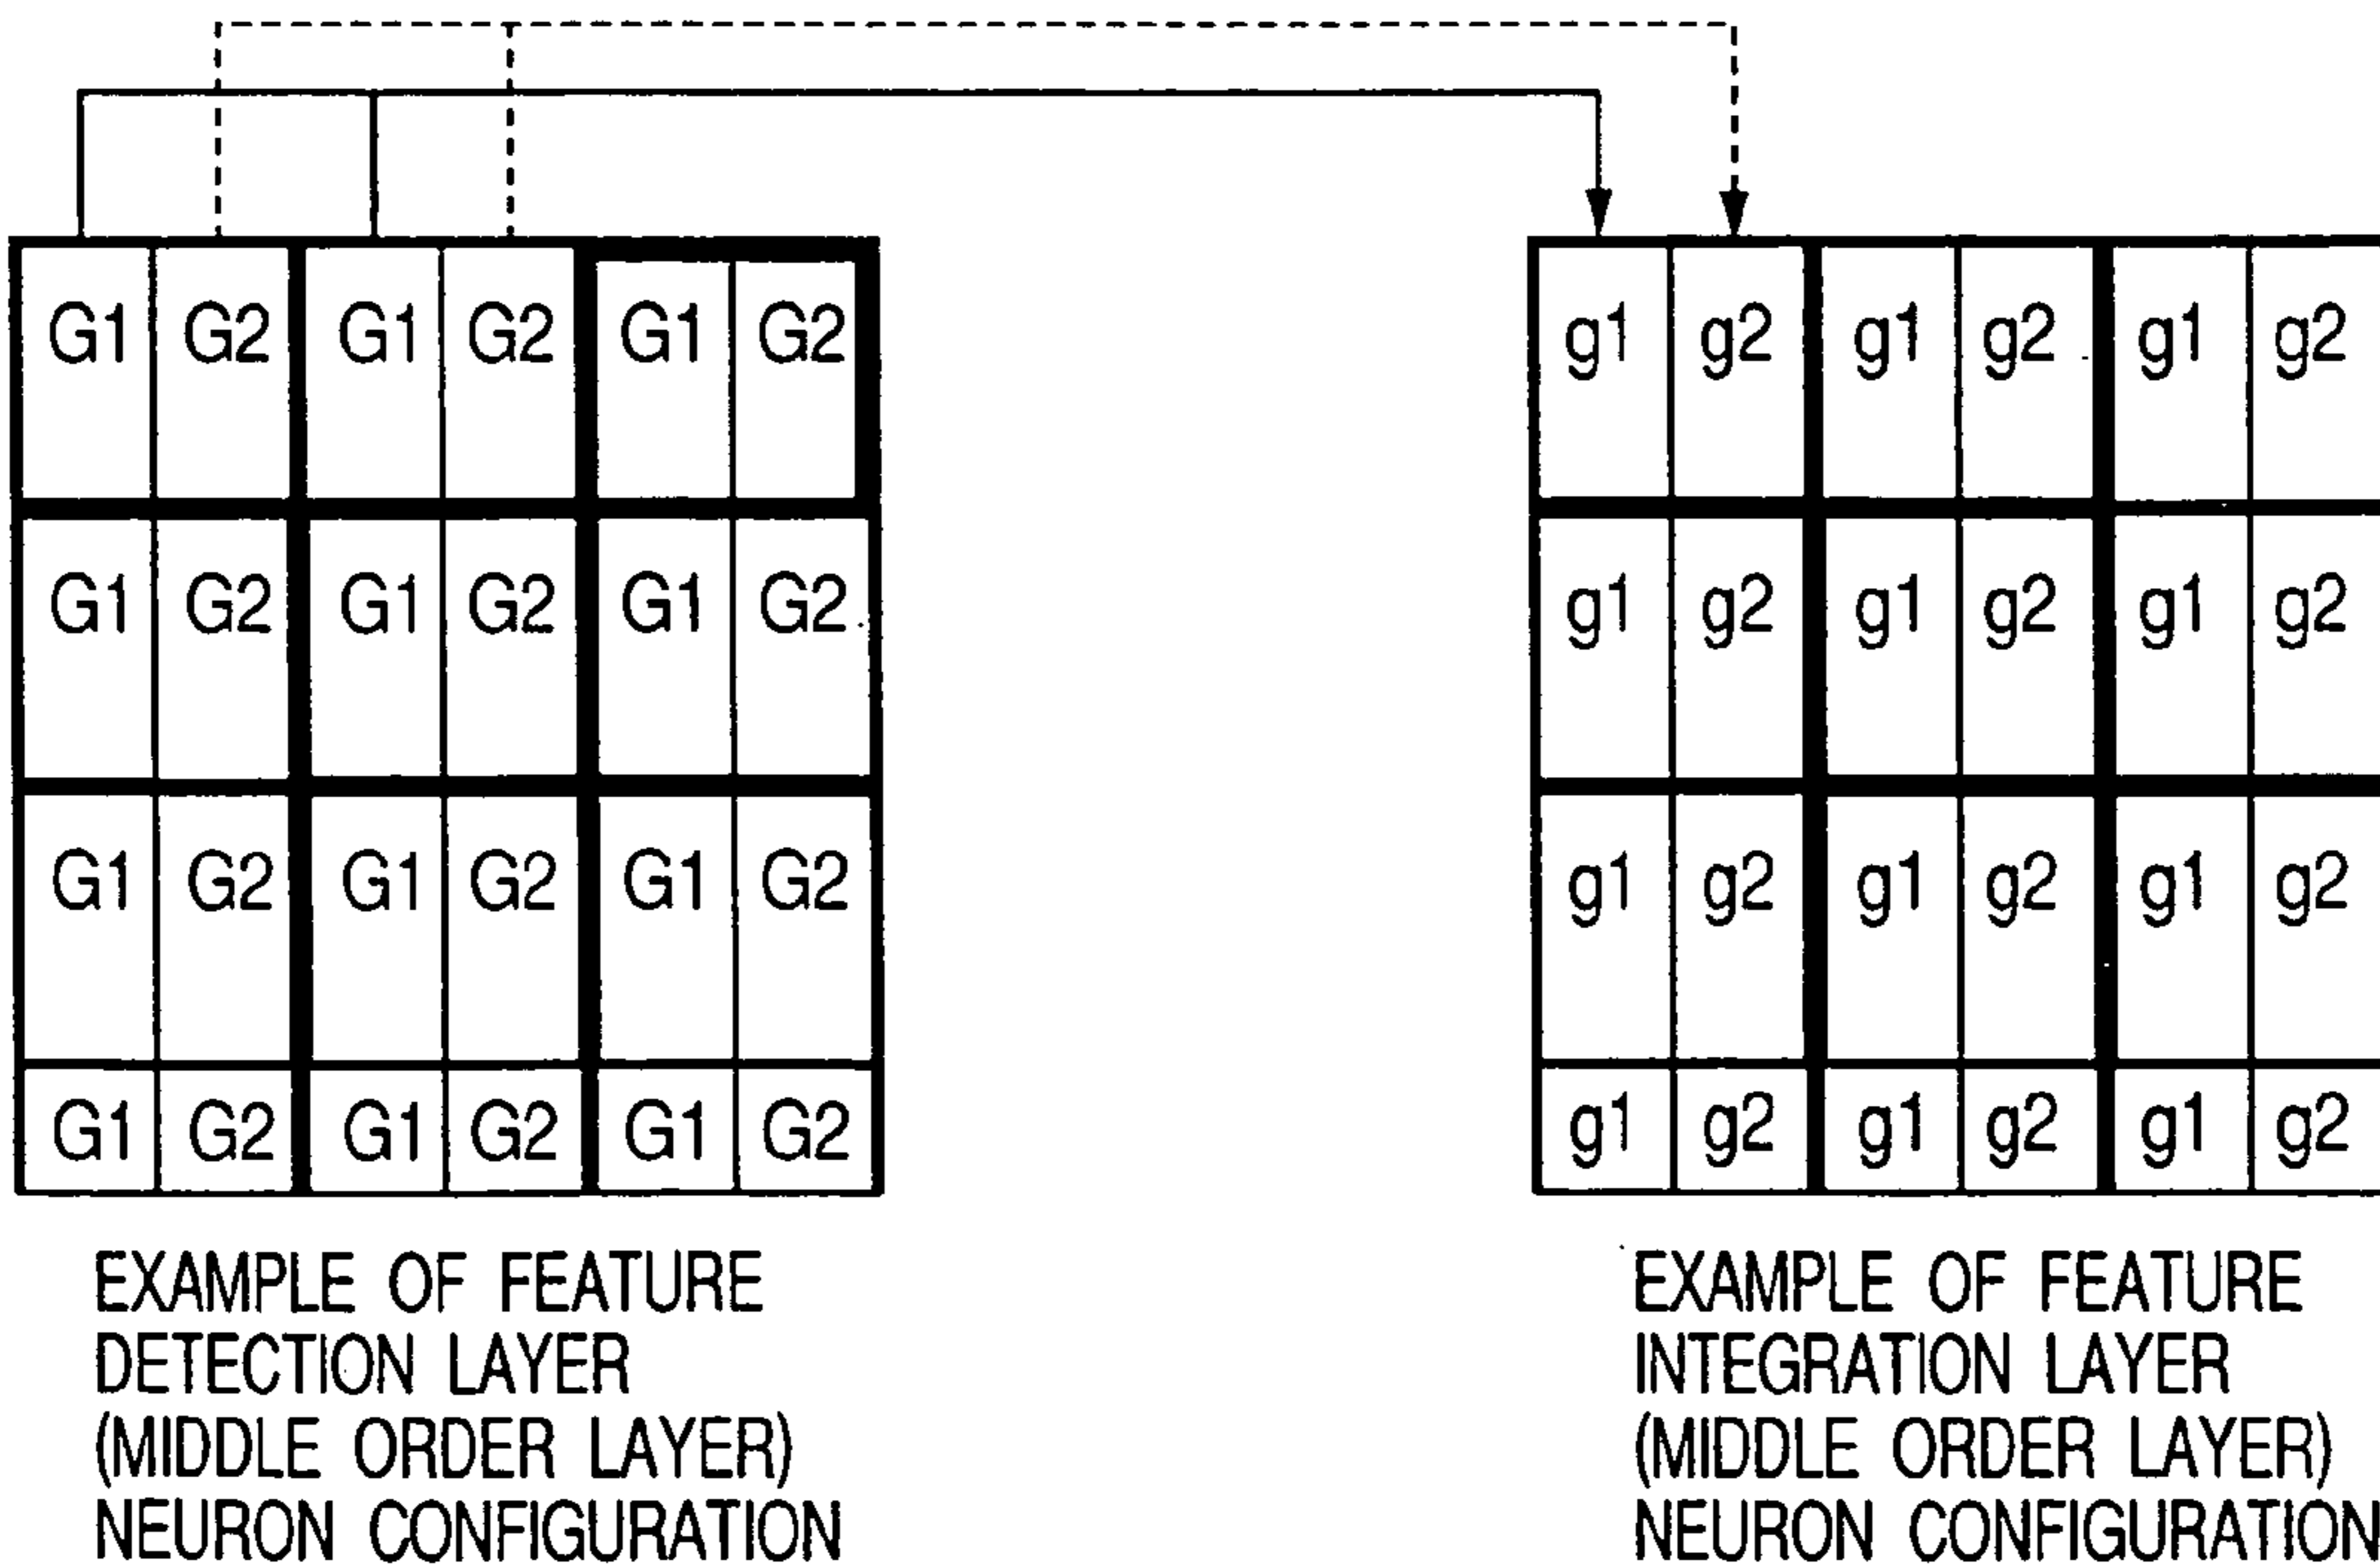 G1 G2 G1 G2 G1 G2
G1 G2 G1 G2 G1 G2
G1 G2 G1 G2 G1 G2
G1 G2 G1 G2 G1 G2
EXAMPLE OF FEATURE
DETECTION LAYER
(MIDDLE ORDER LAYER)
NEURON CONFIGURATION
g1 g2 g1 g2 g1 g2
g1 g2 g1 g2 g1 g2
g1 g2 g1 g2 g1 g2
g1 g2 g1 g2 g1 g2
EXAMPLE OF FEATURE
INTEGRATION LAYER
(MIDDLE ORDER LAYER)
NEURON CONFIGURATION